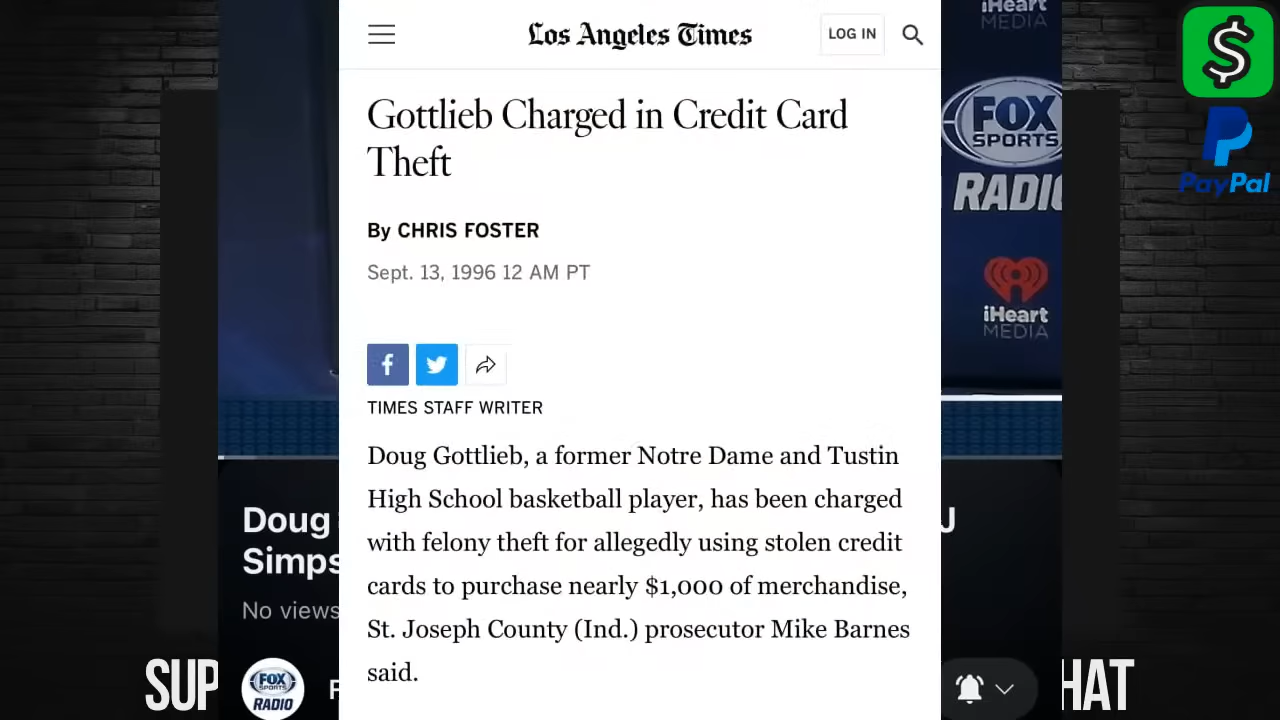 iHeart
MEDIA
Los Angeles Times
LOG IN
$
FOX
SPORTS
RADIO
PayPal
Gottlieb Charged in Credit Card
Theft
By CHRIS FOSTER
Sept. 13, 1996 12 AM PT
iHeart
MEDIA
f
TIMES STAFF WRITER
Doug Gottlieb, a former Notre Dame and Tustin
High School basketball player, has been charged
with felony theft for allegedly using stolen credit
cards to purchase nearly $1,000 of merchandise,
St. Joseph County (Ind.) prosecutor Mike Barnes
said.
Doug
J
Simps
No views
SUP
FOX
SPORTS
RADIO
F
HAT